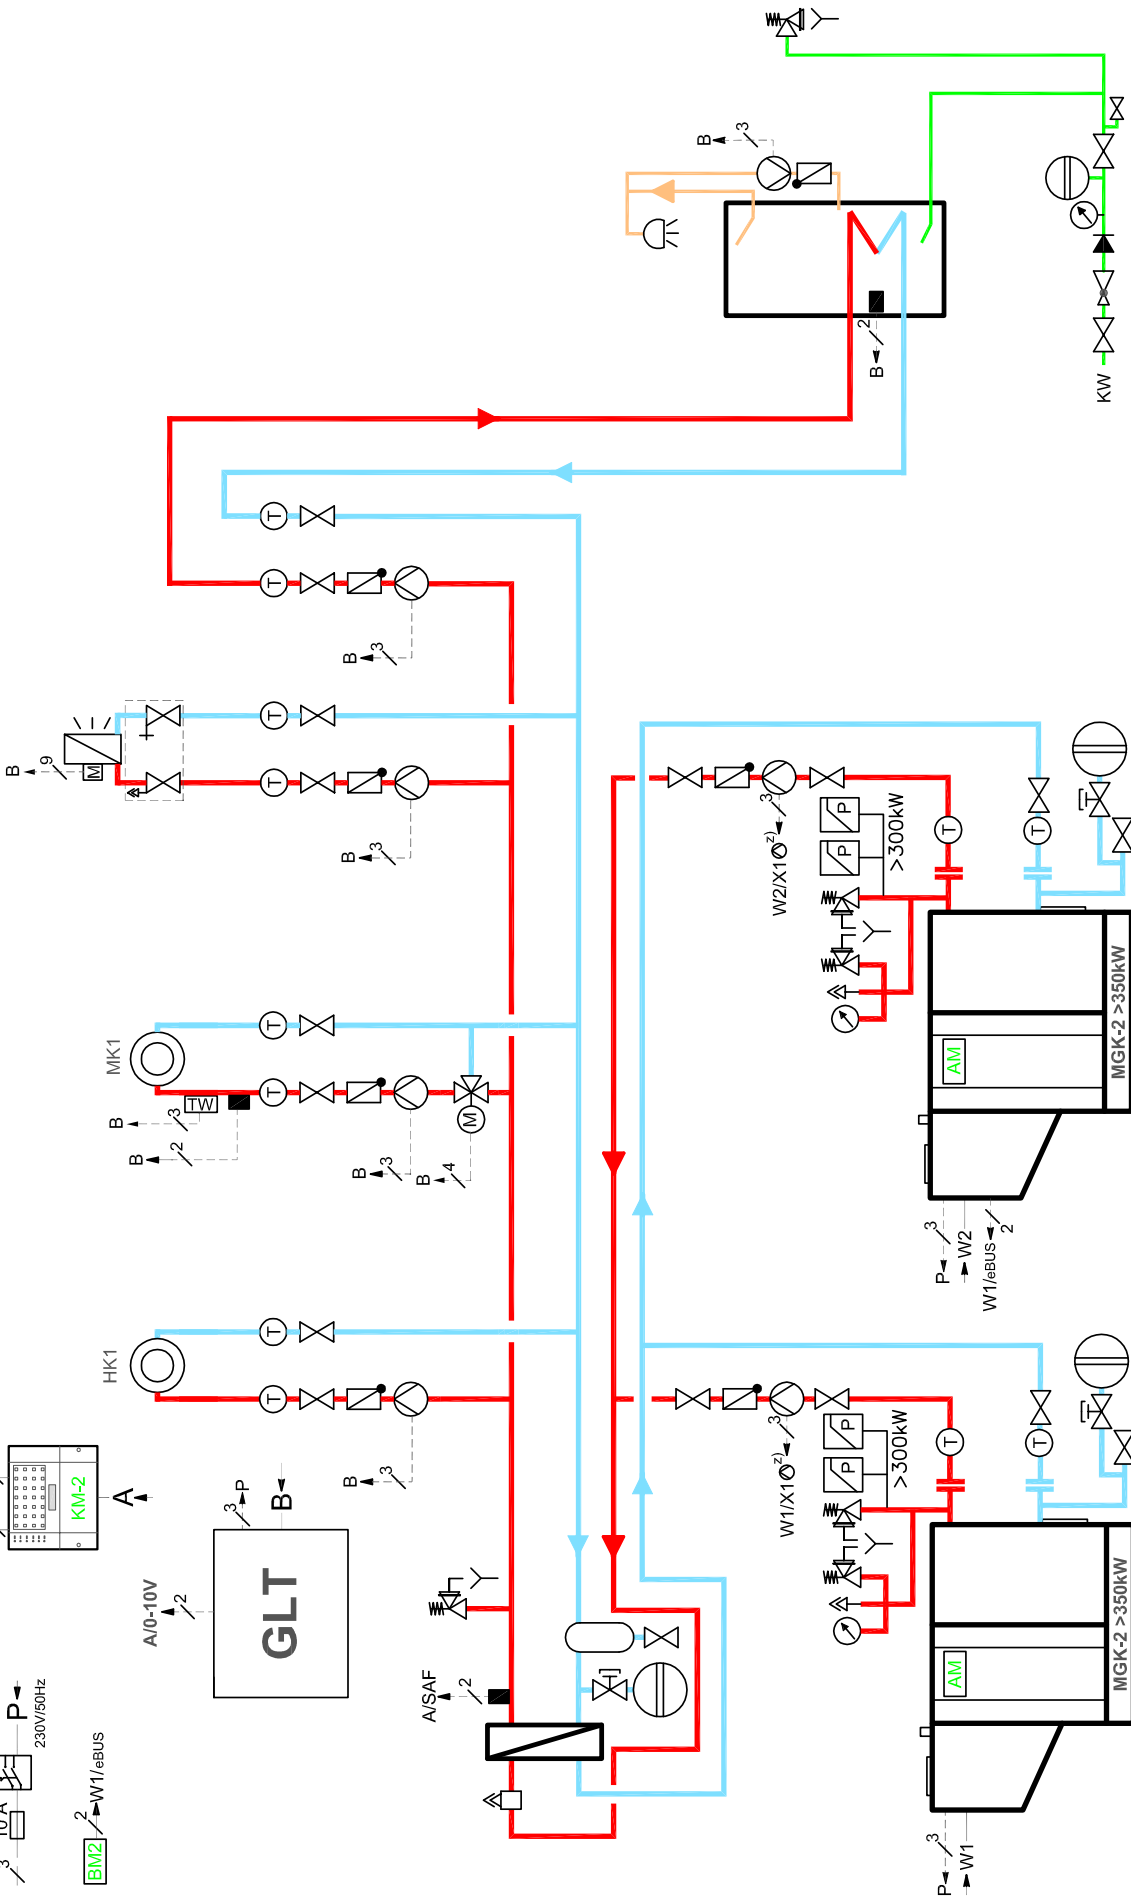 B
3
2
B
KW
B
3
B
9
M
T
T
T
T
B
3
MK1
TW
B
3
B
2
T
T
M
B
3
B
4
HK1
T
T
B
3
KM-2
A
GLT
A/0-10V
2
3
P
B
P
230V/50Hz
10 A
3
BM2
2
W1/eBUS
A/SAF
2
W2/X1
z)
3
P
P
>300kW
T
T
AM
MGK-2 >350kW
P
3
W2
W1/eBUS
2
W1/X1
z)
3
P
P
>300kW
T
T
AM
MGK-2 >350kW
P
3
W1